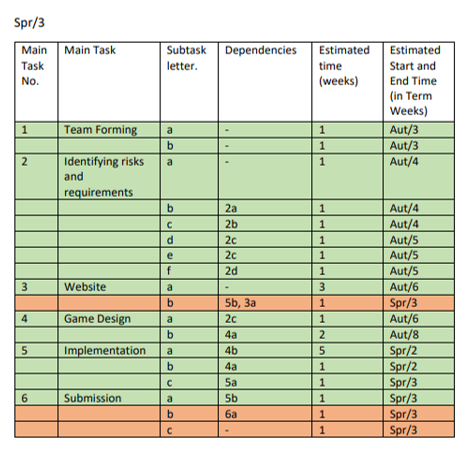 Spr/3
Main Task No. Main Task Subtask letter. Dependencies Estimated time (weeks) Estimated Start and End Time (in Term Weeks)
1 Team Forming a - 1 Aut/3
b - 1 Aut/3
2 Identifying risks and requirements a - 1 Aut/4
b 2a 1 Aut/4
c 2b 1 Aut/4
d 2c 1 Aut/5
e 2c 1 Aut/5
f 2d 1 Aut/5
3 Website a - 3 Aut/6
b 5b, 3a 1 Spr/3
4 Game Design a 2c 1 Aut/6
b 4a 2 Aut/8
5 Implementation a 4b 5 Spr/2
b 4a 1 Spr/2
c 5a 1 Spr/3
6 Submission a 5b 1 Spr/3
b 6a 1 Spr/3
c - 1 Spr/3